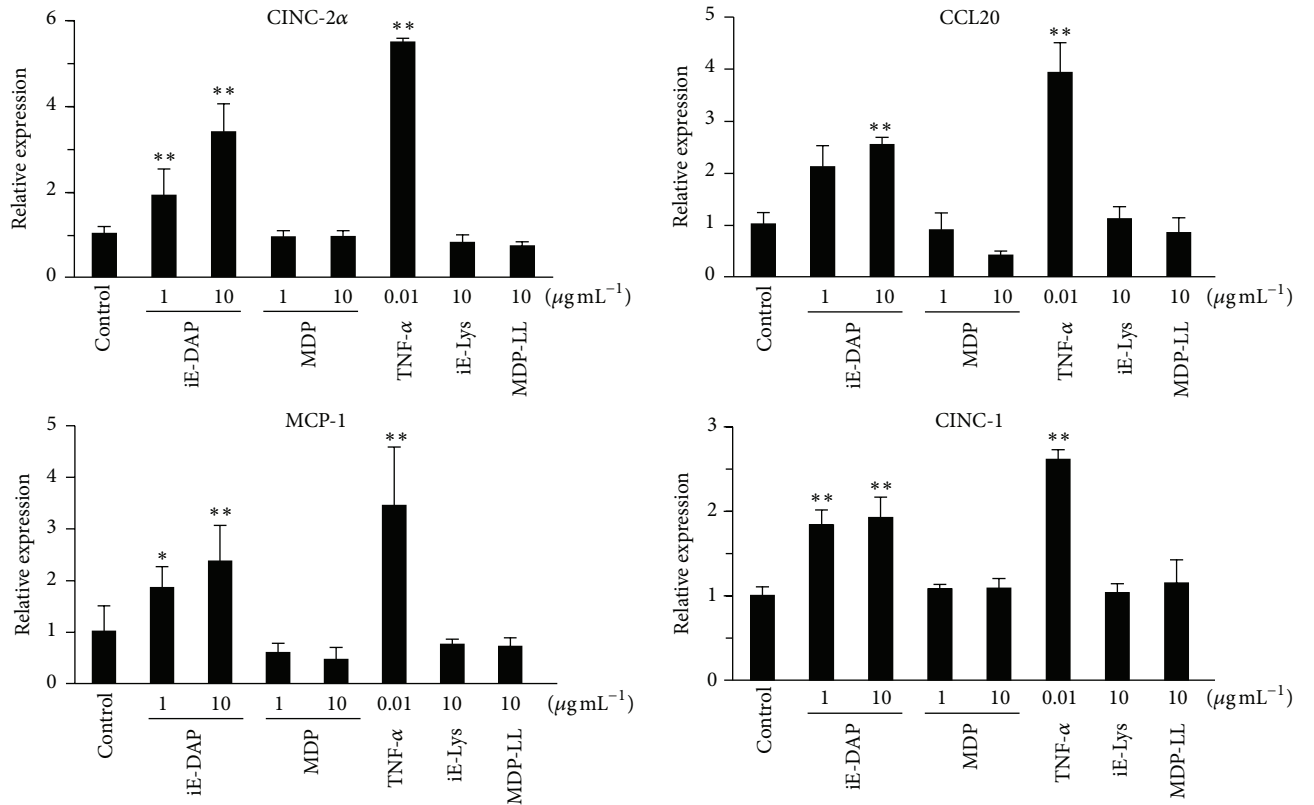 CINC-2α
Relative expression
6
4
2
0
** ** **
1 10 1 10 0.01 10 10 (μg mL⁻¹)
Control
iE-DAP
MDP
TNF-α
iE-Lys
MDP-LL
CCL20
Relative expression
5
4
3
2
1
0
** **
1 10 1 10 0.01 10 10 (μg mL⁻¹)
Control
iE-DAP
MDP
TNF-α
iE-Lys
MDP-LL
MCP-1
Relative expression
5
4
3
2
1
0
* ** **
1 10 1 10 0.01 10 10 (μg mL⁻¹)
Control
iE-DAP
MDP
TNF-α
iE-Lys
MDP-LL
CINC-1
Relative expression
3
2
1
0
** ** **
1 10 1 10 0.01 10 10 (μg mL⁻¹)
Control
iE-DAP
MDP
TNF-α
iE-Lys
MDP-LL